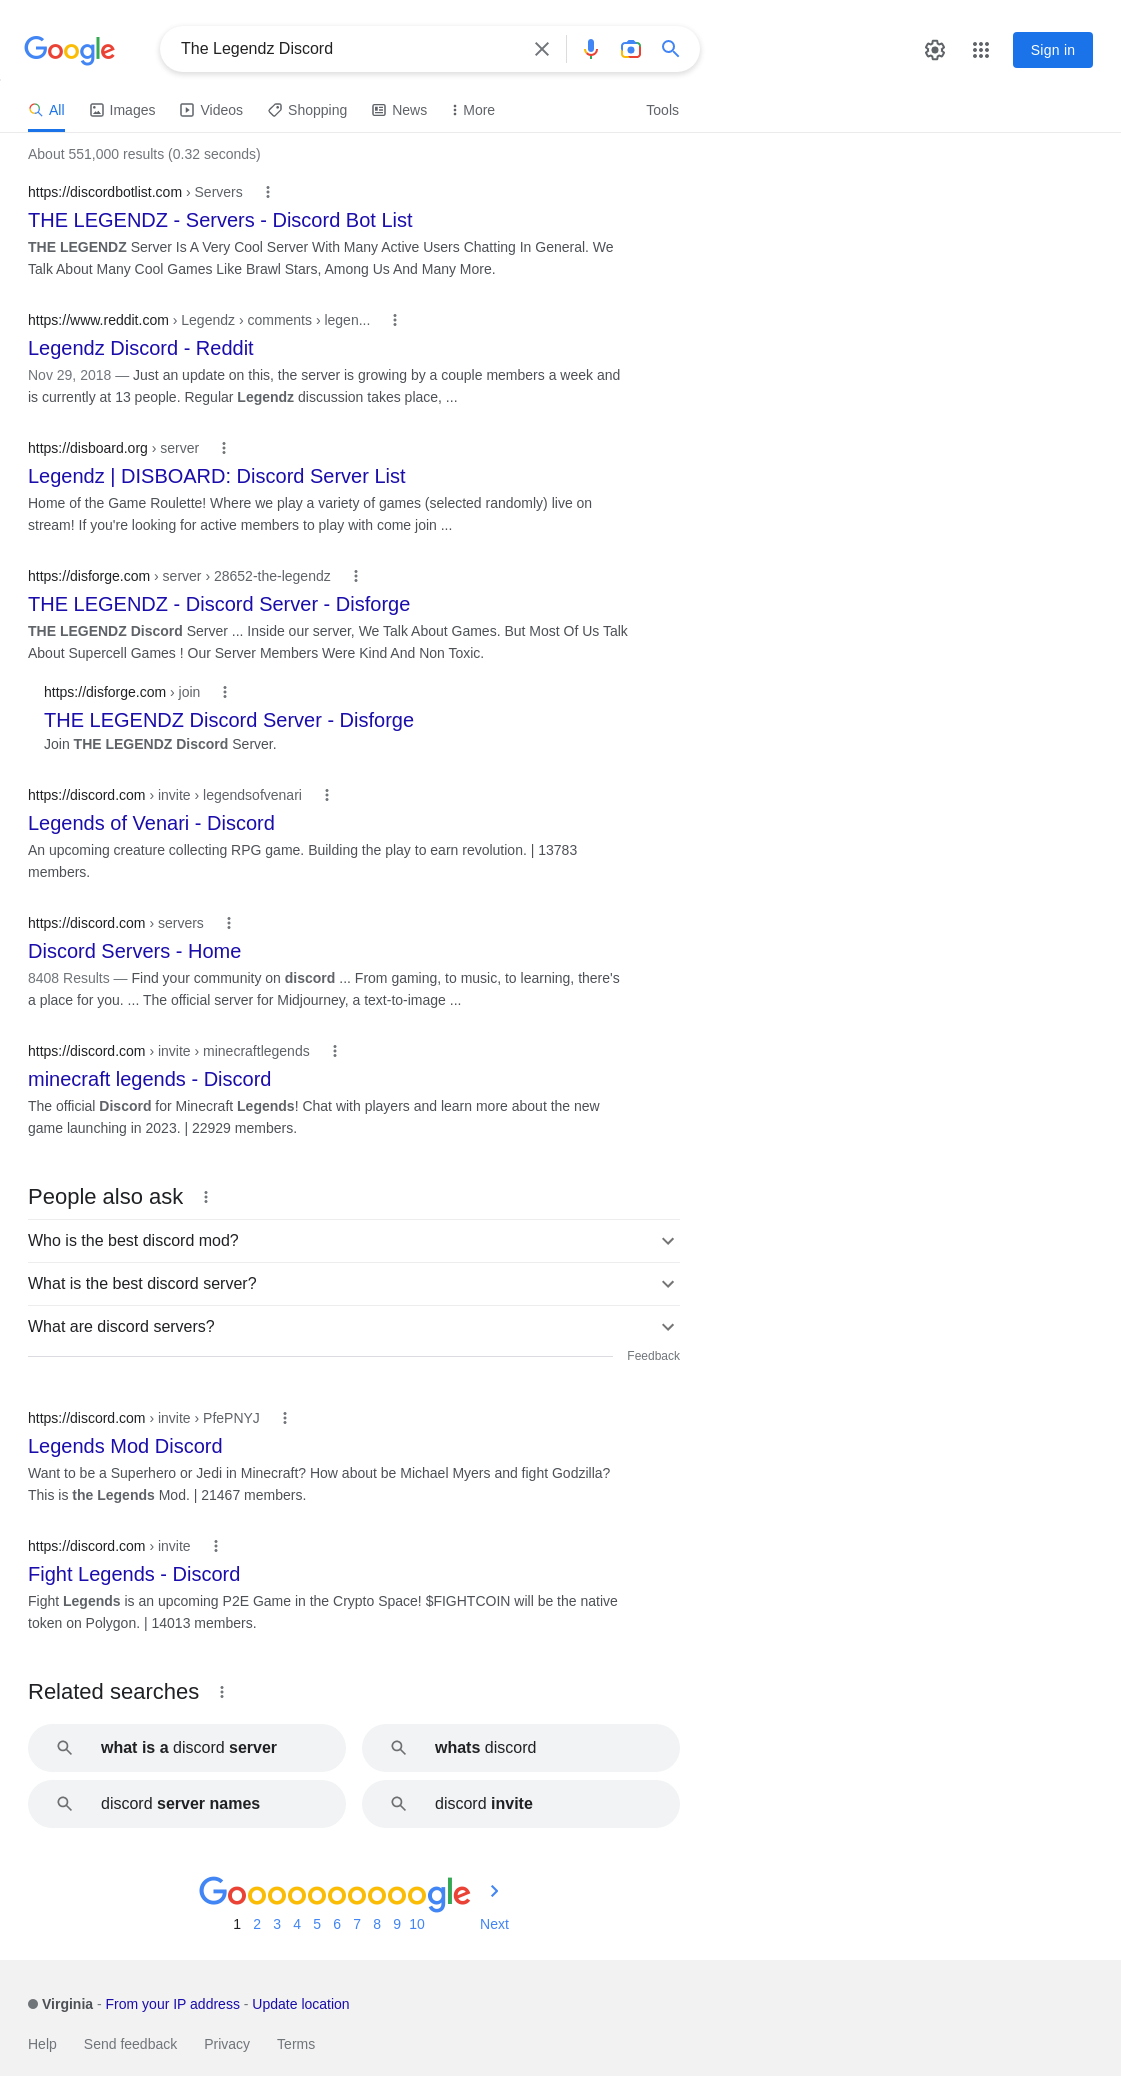 Google
The Legendz Discord
Sign in
All
Images
Videos
Shopping
News
More
Tools
About 551,000 results (0.32 seconds)
https://discordbotlist.com › Servers
THE LEGENDZ - Servers - Discord Bot List
THE LEGENDZ Server Is A Very Cool Server With Many Active Users Chatting In General. We
Talk About Many Cool Games Like Brawl Stars, Among Us And Many More.
https://www.reddit.com › Legendz › comments › legen...
Legendz Discord - Reddit
Nov 29, 2018 — Just an update on this, the server is growing by a couple members a week and
is currently at 13 people. Regular Legendz discussion takes place, ...
https://disboard.org › server
Legendz | DISBOARD: Discord Server List
Home of the Game Roulette! Where we play a variety of games (selected randomly) live on
stream! If you're looking for active members to play with come join ...
https://disforge.com › server › 28652-the-legendz
THE LEGENDZ - Discord Server - Disforge
THE LEGENDZ Discord Server ... Inside our server, We Talk About Games. But Most Of Us Talk
About Supercell Games ! Our Server Members Were Kind And Non Toxic.
https://disforge.com › join
THE LEGENDZ Discord Server - Disforge
Join THE LEGENDZ Discord Server.
https://discord.com › invite › legendsofvenari
Legends of Venari - Discord
An upcoming creature collecting RPG game. Building the play to earn revolution. | 13783
members.
https://discord.com › servers
Discord Servers - Home
8408 Results — Find your community on discord ... From gaming, to music, to learning, there's
a place for you. ... The official server for Midjourney, a text-to-image ...
https://discord.com › invite › minecraftlegends
minecraft legends - Discord
The official Discord for Minecraft Legends! Chat with players and learn more about the new
game launching in 2023. | 22929 members.
People also ask
Who is the best discord mod?
What is the best discord server?
What are discord servers?
Feedback
https://discord.com › invite › PfePNYJ
Legends Mod Discord
Want to be a Superhero or Jedi in Minecraft? How about be Michael Myers and fight Godzilla?
This is the Legends Mod. | 21467 members.
https://discord.com › invite
Fight Legends - Discord
Fight Legends is an upcoming P2E Game in the Crypto Space! $FIGHTCOIN will be the native
token on Polygon. | 14013 members.
Related searches
what is a discord server
whats discord
discord server names
discord invite
Goooooooooogle
1 2 3 4 5 6 7 8 9 10 Next
Virginia - From your IP address - Update location
Help Send feedback Privacy Terms